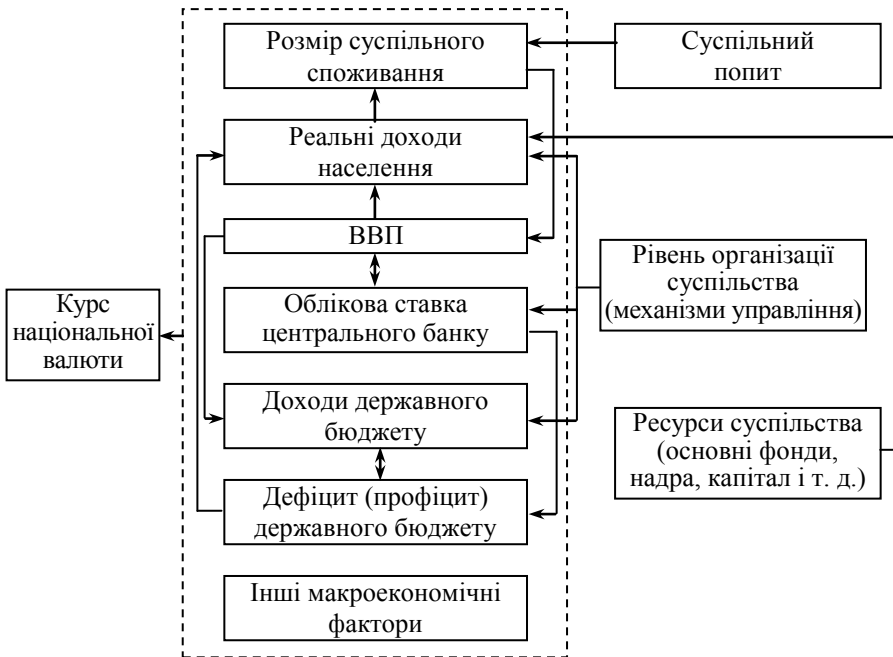 Розмір суспільного
споживання
Суспільний
попит
Реальні доходи
населення
ВВП
Рівень організації
суспільства
(механізми управління)
Курс
національної
валюти
Облікова ставка
центрального банку
Доходи державного
бюджету
Ресурси суспільства
(основні фонди,
надра, капітал і т. д.)
Дефіцит (профіцит)
державного бюджету
Інші макроекономічні
фактори